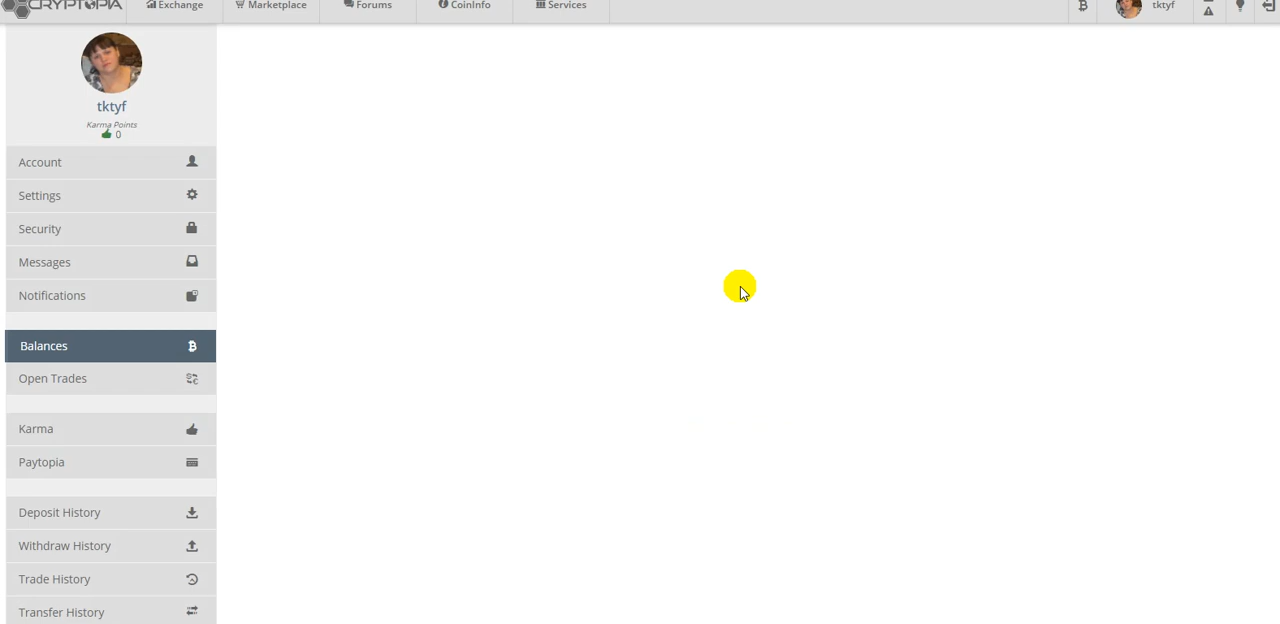 CRYPTOPIA
Exchange
Marketplace
Forums
CoinInfo
Services
tktyf
tktyf
Karma Points
0
Account
Settings
Security
Messages
Notifications
Balances
Open Trades
Karma
Paytopia
Deposit History
Withdraw History
Trade History
Transfer History